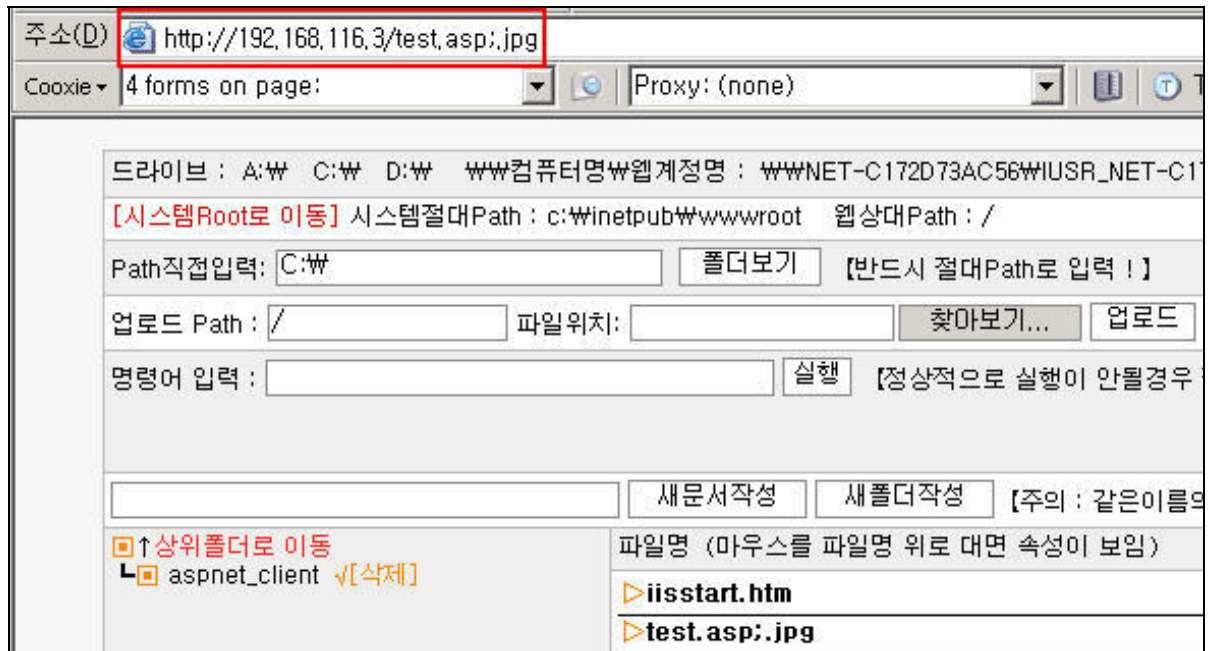 주소(D) http://192.168.116.3/test.asp;.jpg
Cooxie 4 forms on page: Proxy: (none) T
드라이브 : A:₩ C:₩ D:₩ ₩₩컴퓨터명₩웹계정명 : ₩₩NET-C172D73AC56₩IUSR_NET-C17
[시스템Root로 이동] 시스템절대Path : c:₩inetpub₩wwwroot 웹상대Path : /
Path직접입력: C:₩ 폴더보기 【반드시 절대Path로 입력 ! 】
업로드 Path : / 파일위치: 찾아보기... 업로드
명령어 입력 : 실행 【정상적으로 실행이 안될경우
새문서작성 새폴더작성 【주의 : 같은이름의
↑상위폴더로 이동 파일명 (마우스를 파일명 위로 대면 속성이 보임)
┗ aspnet_client √[삭제]
▷iisstart.htm
▷test.asp;.jpg